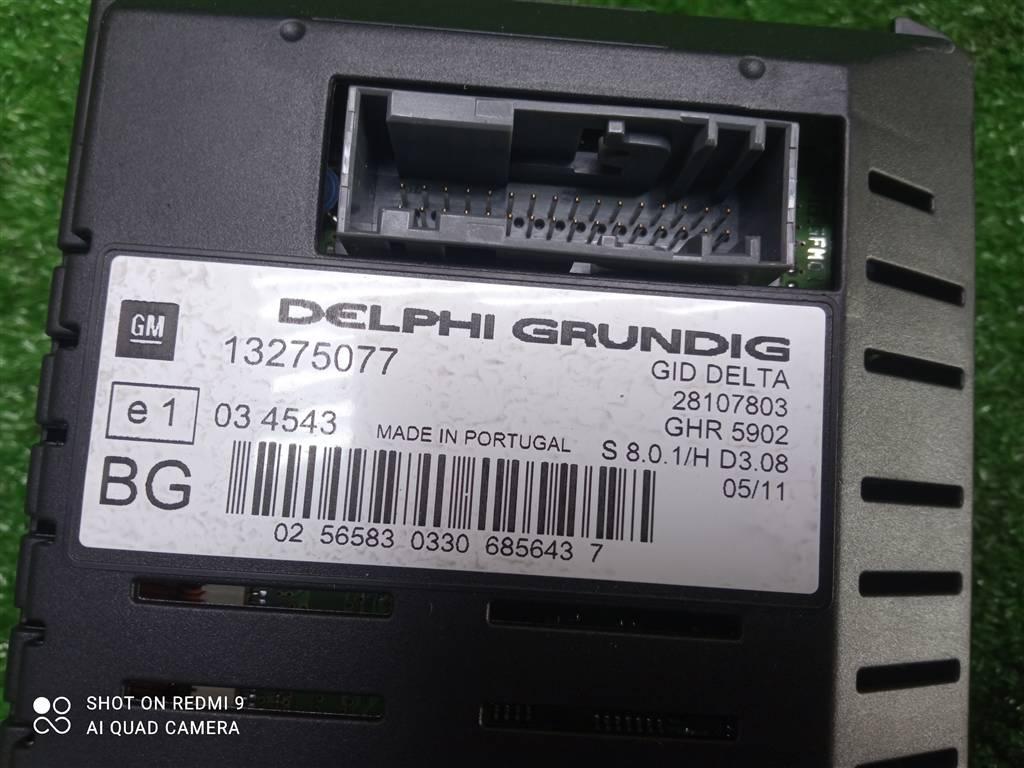 GM
DELPHI GRUNDIG
13275077
GID DELTA
28107803
e1
03 4543
GHR 5902
MADE IN PORTUGAL
S 8.0.1/H D3.08
05/11
BG
02 56583 0330 685643 7
SHOT ON REDMI 9
AI QUAD CAMERA